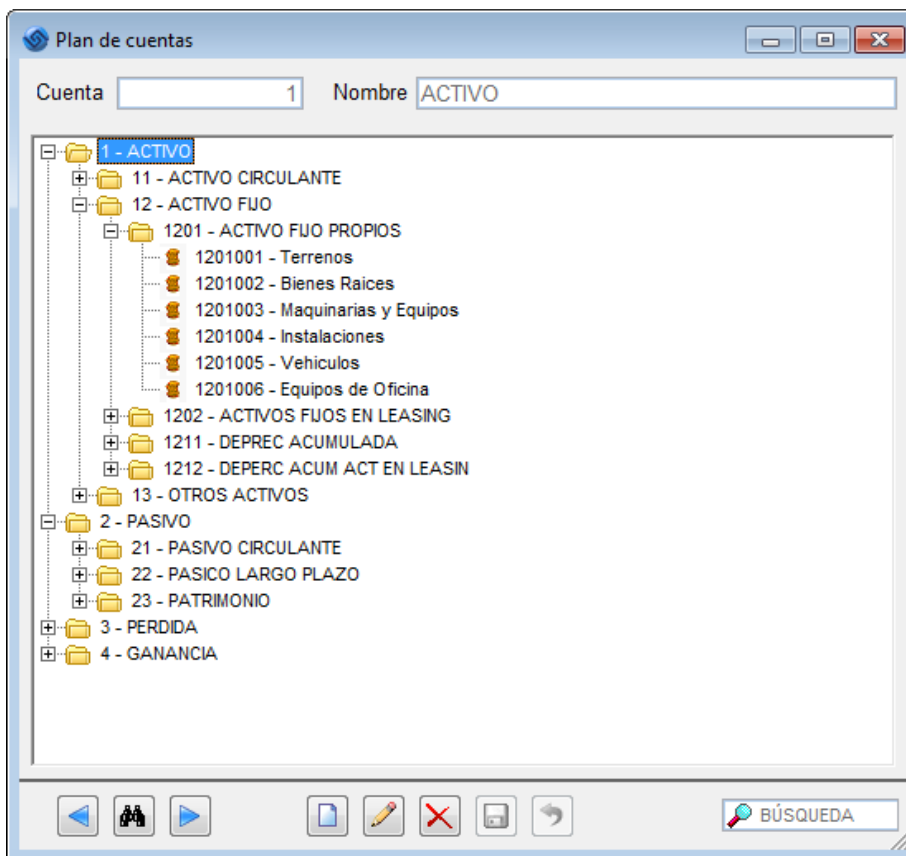 Plan de cuentas
Cuenta 1 Nombre ACTIVO
1 - ACTIVO
11 - ACTIVO CIRCULANTE
12 - ACTIVO FIJO
1201 - ACTIVO FIJO PROPIOS
1201001 - Terrenos
1201002 - Bienes Raices
1201003 - Maquinarias y Equipos
1201004 - Instalaciones
1201005 - Vehiculos
1201006 - Equipos de Oficina
1202 - ACTIVOS FIJOS EN LEASING
1211 - DEPREC ACUMULADA
1212 - DEPERC ACUM ACT EN LEASIN
13 - OTROS ACTIVOS
2 - PASIVO
21 - PASIVO CIRCULANTE
22 - PASICO LARGO PLAZO
23 - PATRIMONIO
3 - PERDIDA
4 - GANANCIA
BÚSQUEDA